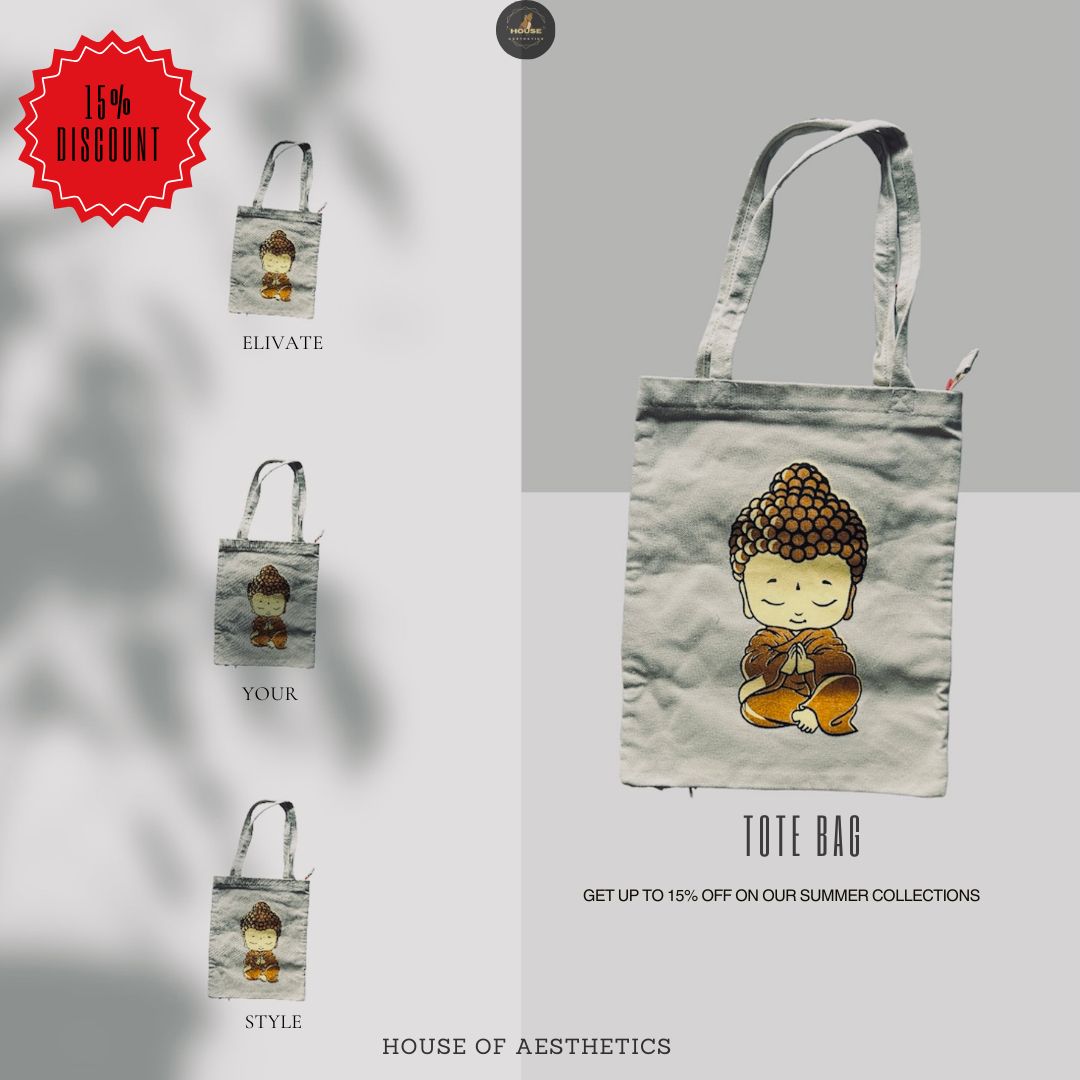 HOUSE
AESTHETICS
15%
DISCOUNT
ELIVATE
YOUR
STYLE
TOTE BAG
GET UP TO 15% OFF ON OUR SUMMER COLLECTIONS
HOUSE OF AESTHETICS